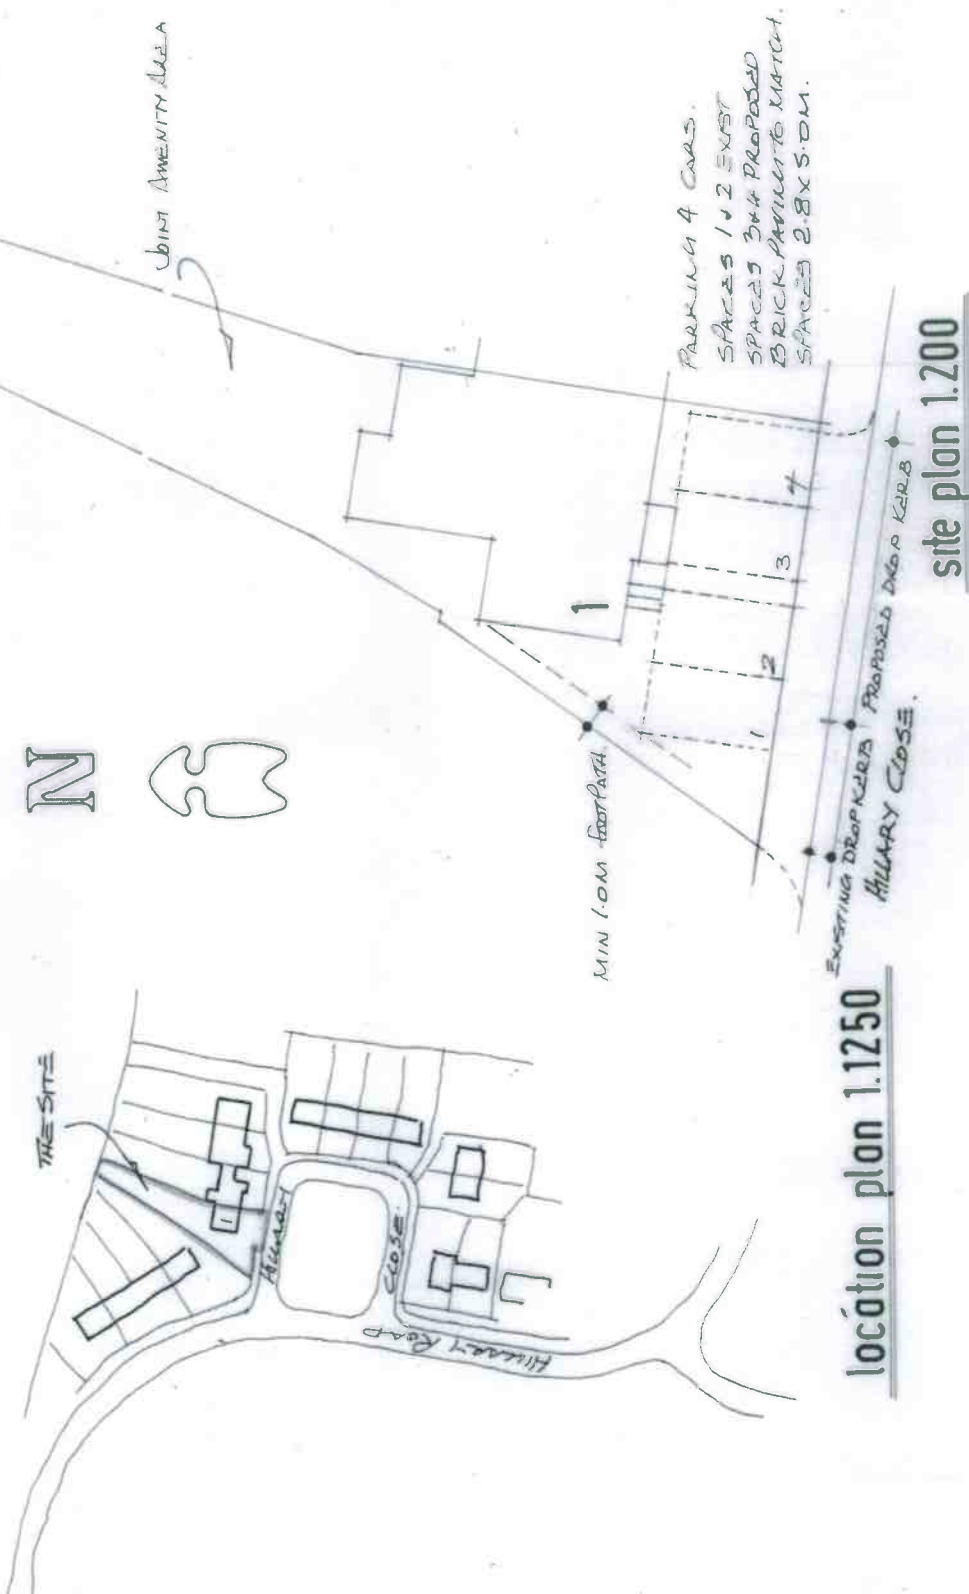 THE SITE
1
HILLARY
CLOSE.
HILLARY ROAD
location plan 1.1250
N
JOINT AMENITY AREA
1
MIN 1.0M FOOTPATH
1
2
3
4
PARKING 4 CARS.
SPACES 1 & 2 EXIST
SPACES 3 & 4 PROPOSED
BRICK PAVING TO MATCH.
SPACES 2.8 X 5.0M.
EXISTING DROP KERB
PROPOSED DROP KERB
HILLARY CLOSE.
site plan 1.200